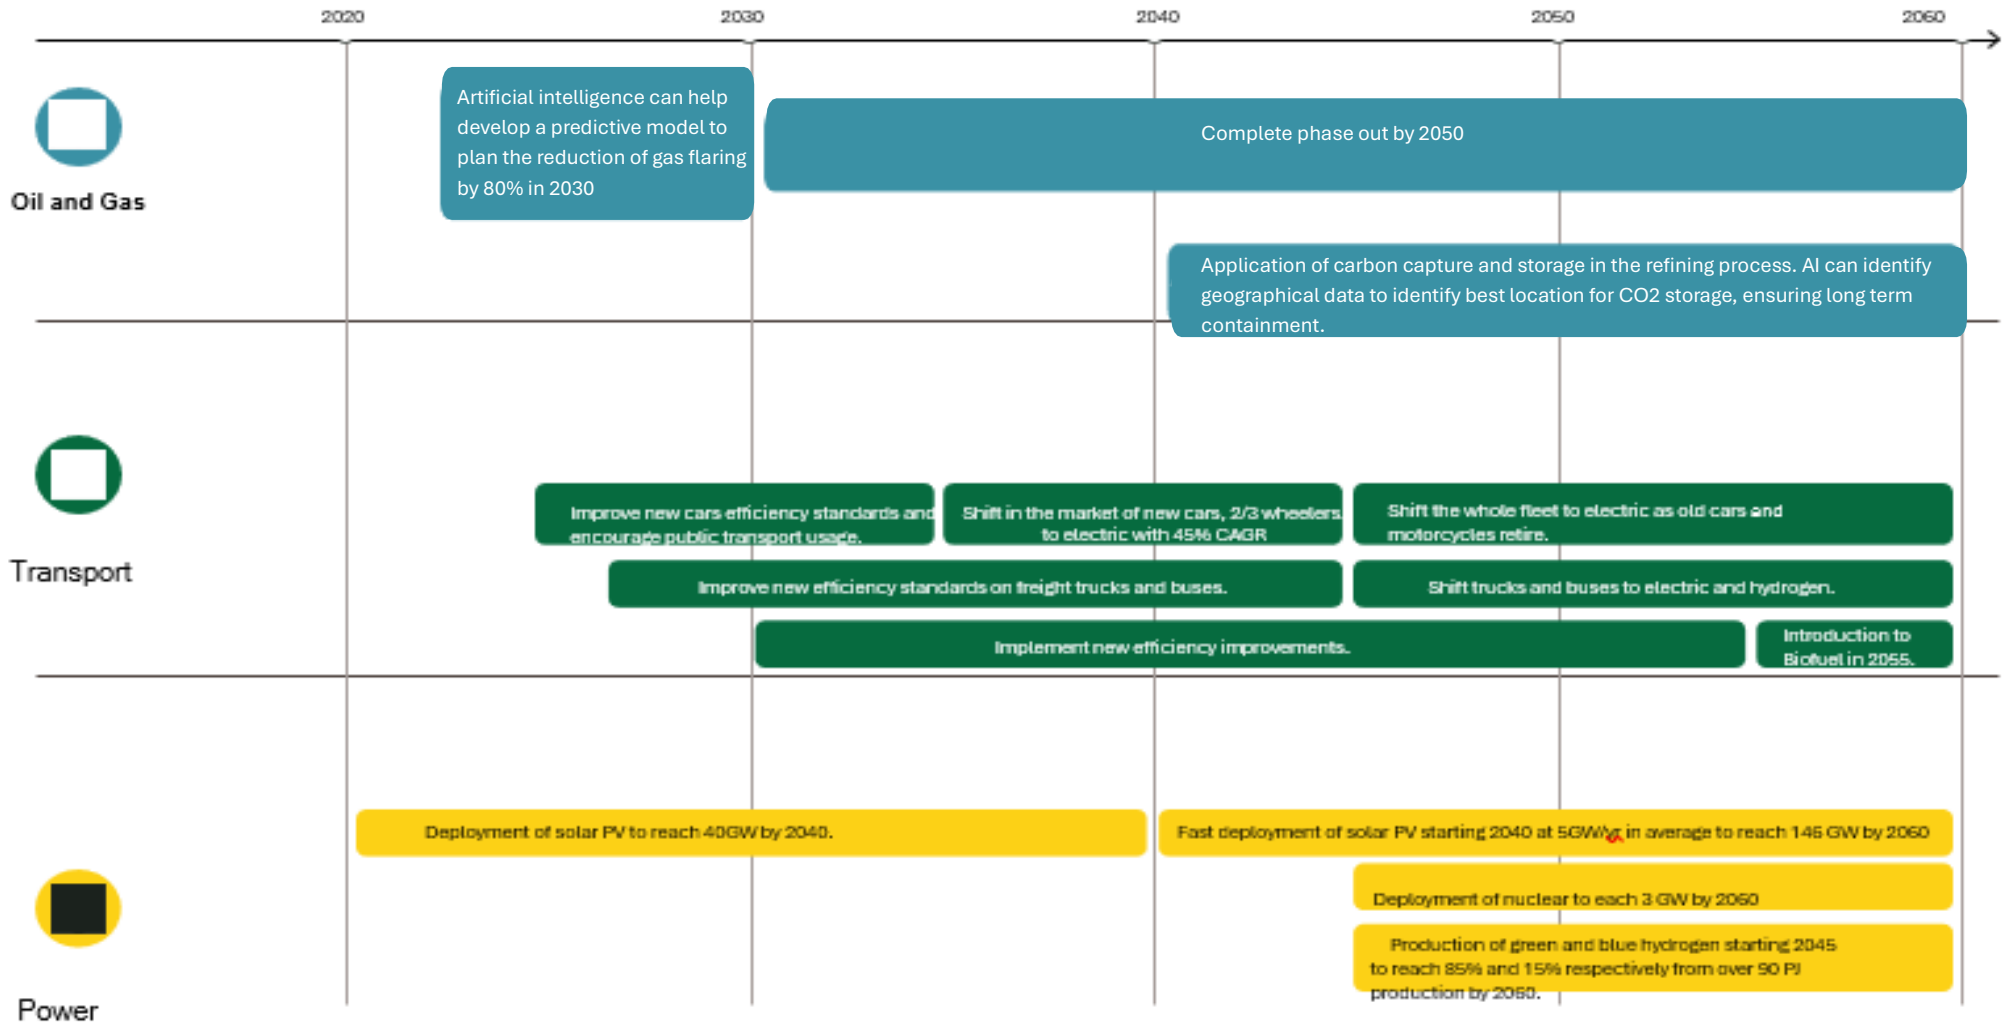 2020 2030 2040 2050 2060
Artificial intelligence can help
develop a predictive model to
plan the reduction of gas flaring
by 80% in 2030
Complete phase out by 2050
Oil and Gas
Application of carbon capture and storage in the refining process. AI can identify
geographical data to identify best location for CO2 storage, ensuring long term
containment.
Improve new cars efficiency standards and
encourage public transport usage.
Shift in the market of new cars, 2/3 wheelers.
to electric with 45% CAGR
Shift the whole fleet to electric as old cars and
motorcycles retire.
Transport
Improve new efficiency standards on freight trucks and buses.
Shift trucks and buses to electric and hydrogen.
Implement new efficiency improvements.
Introduction to
Biofuel in 2055.
Deployment of solar PV to reach 40GW by 2040.
Fast deployment of solar PV starting 2040 at 5GW/yr in average to reach 146 GW by 2060
Deployment of nuclear to each 3 GW by 2060
Production of green and blue hydrogen starting 2045
to reach 85% and 15% respectively from over 90 PJ
production by 2060.
Power